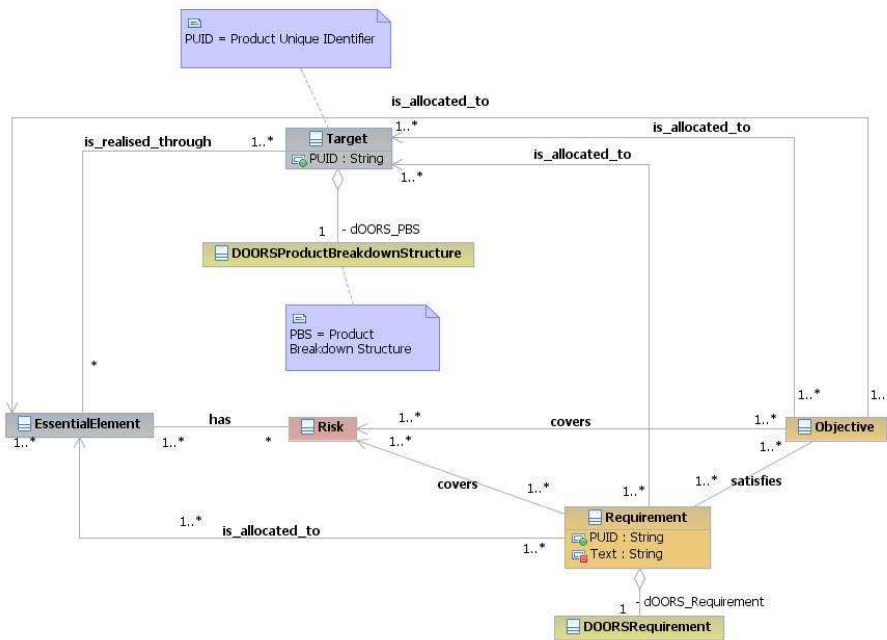 PUID = Product Unique IDentifier
is_allocated_to
is_realised_through
1..*
Target
1..*
is_allocated_to
PUID : String
is_allocated_to
1..*
1
- dOORS_PBS
DOORSProductBreakdownStructure
PBS = Product
Breakdown Structure
*
1..*
1..
EssentialElement
has
Risk
1..*
covers
1..*
Objective
1..*
1..*
*
1..*
1..*
covers
1..*
1..*
1..*
satisfies
1..*
is_allocated_to
1..*
Requirement
PUID : String
Text : String
1
- dOORS_Requirement
DOORSRequirement